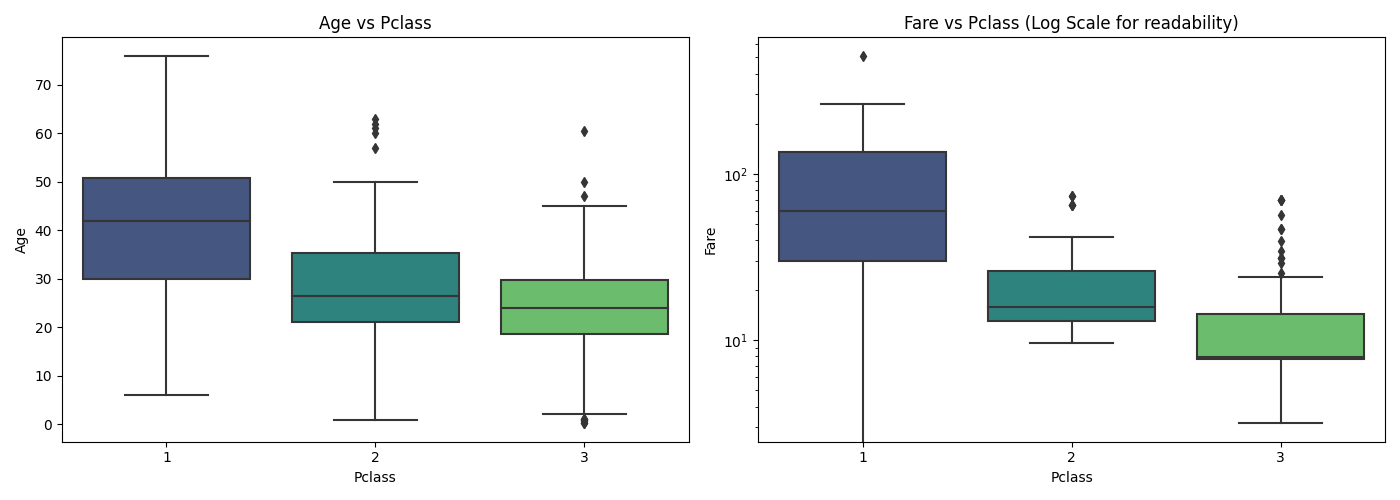 Age vs Pclass
Age
70
60
50
40
30
20
10
0
1 2 3
Pclass
Fare vs Pclass (Log Scale for readability)
Fare
10²
10¹
1 2 3
Pclass